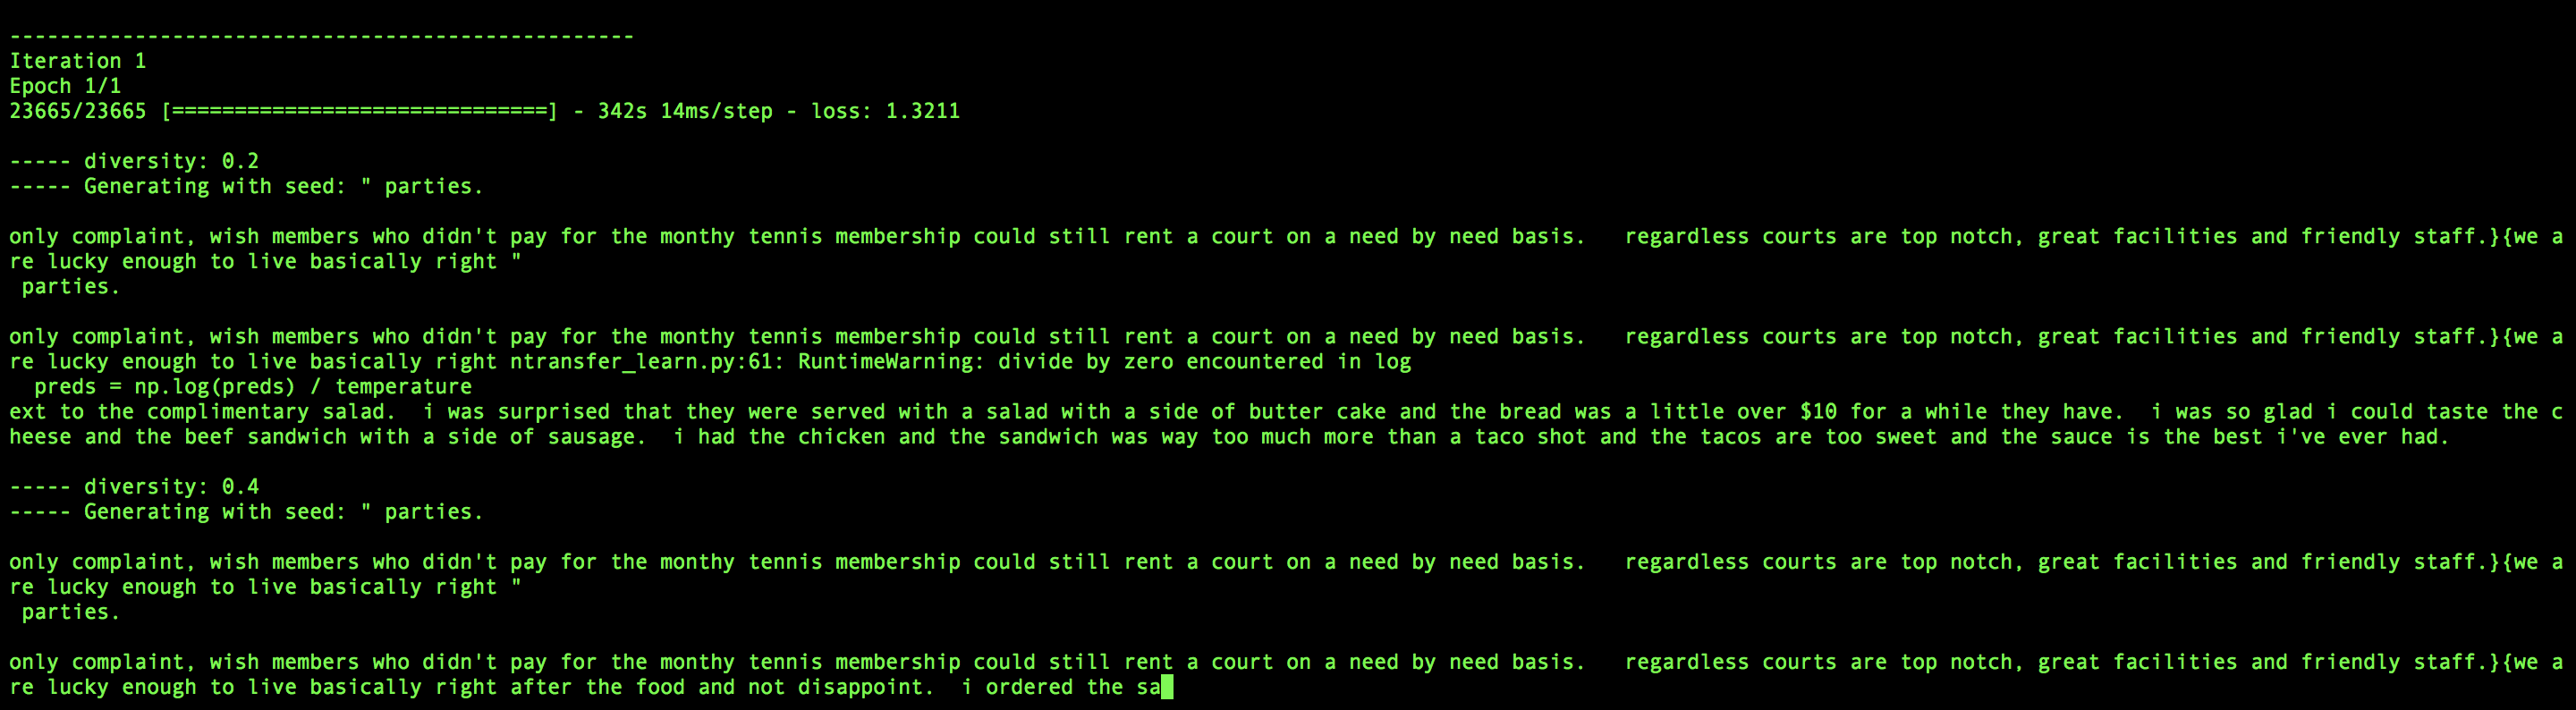 --------------------------------------------------
Iteration 1
Epoch 1/1
23665/23665 [==============================] - 342s 14ms/step - loss: 1.3211

----- diversity: 0.2
----- Generating with seed: " parties.

only complaint, wish members who didn't pay for the monthy tennis membership could still rent a court on a need by need basis.   regardless courts are top notch, great facilities and friendly staff.}{we a
re lucky enough to live basically right "
 parties.

only complaint, wish members who didn't pay for the monthy tennis membership could still rent a court on a need by need basis.   regardless courts are top notch, great facilities and friendly staff.}{we a
re lucky enough to live basically right ntransfer_learn.py:61: RuntimeWarning: divide by zero encountered in log
  preds = np.log(preds) / temperature
ext to the complimentary salad.  i was surprised that they were served with a salad with a side of butter cake and the bread was a little over $10 for a while they have.  i was so glad i could taste the c
heese and the beef sandwich with a side of sausage.  i had the chicken and the sandwich was way too much more than a taco shot and the tacos are too sweet and the sauce is the best i've ever had.

----- diversity: 0.4
----- Generating with seed: " parties.

only complaint, wish members who didn't pay for the monthy tennis membership could still rent a court on a need by need basis.   regardless courts are top notch, great facilities and friendly staff.}{we a
re lucky enough to live basically right "
 parties.

only complaint, wish members who didn't pay for the monthy tennis membership could still rent a court on a need by need basis.   regardless courts are top notch, great facilities and friendly staff.}{we a
re lucky enough to live basically right after the food and not disappoint.  i ordered the sa